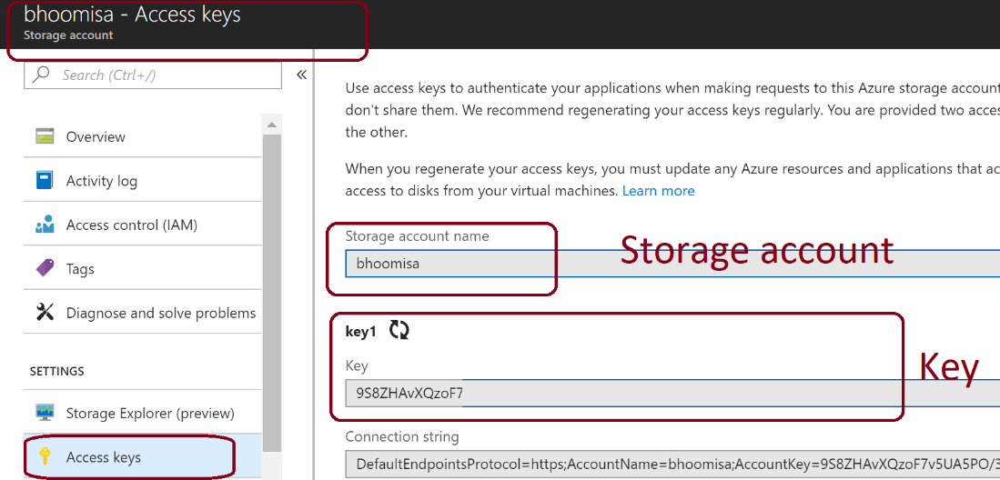 bhoomisa - Access keys
Storage account
Search (Ctrl+/)
«
Overview
Activity log
Access control (IAM)
Tags
Diagnose and solve problems
SETTINGS
Storage Explorer (preview)
Access keys
Use access keys to authenticate your applications when making requests to this Azure storage account
don't share them. We recommend regenerating your access keys regularly. You are provided two acce
the other.
When you regenerate your access keys, you must update any Azure resources and applications that ac
access to disks from your virtual machines. Learn more
Storage account name
bhoomisa
Storage account
key1
Key
9S8ZHAvXQzoF7
Key
Connection string
DefaultEndpointsProtocol=https;AccountName=bhoomisa;AccountKey=9S8ZHAvXQzoF7v5UA5PO/3